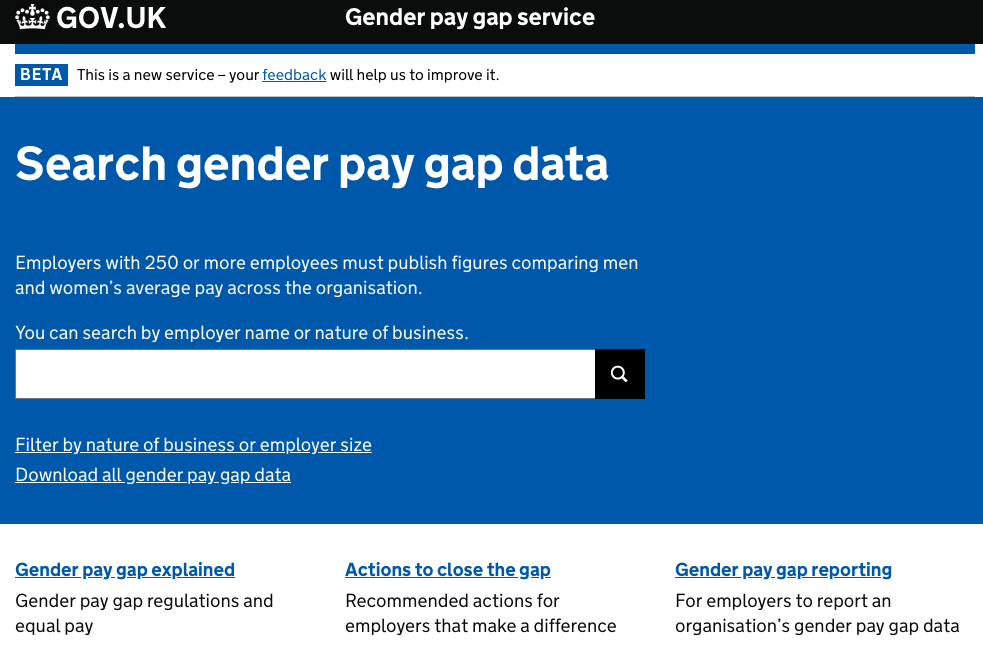 GOV.UK
Gender pay gap service
BETA This is a new service – your feedback will help us to improve it.
Search gender pay gap data
Employers with 250 or more employees must publish figures comparing men
and women’s average pay across the organisation.
You can search by employer name or nature of business.
Filter by nature of business or employer size
Download all gender pay gap data
Gender pay gap explained
Gender pay gap regulations and
equal pay
Actions to close the gap
Recommended actions for
employers that make a difference
Gender pay gap reporting
For employers to report an
organisation’s gender pay gap data